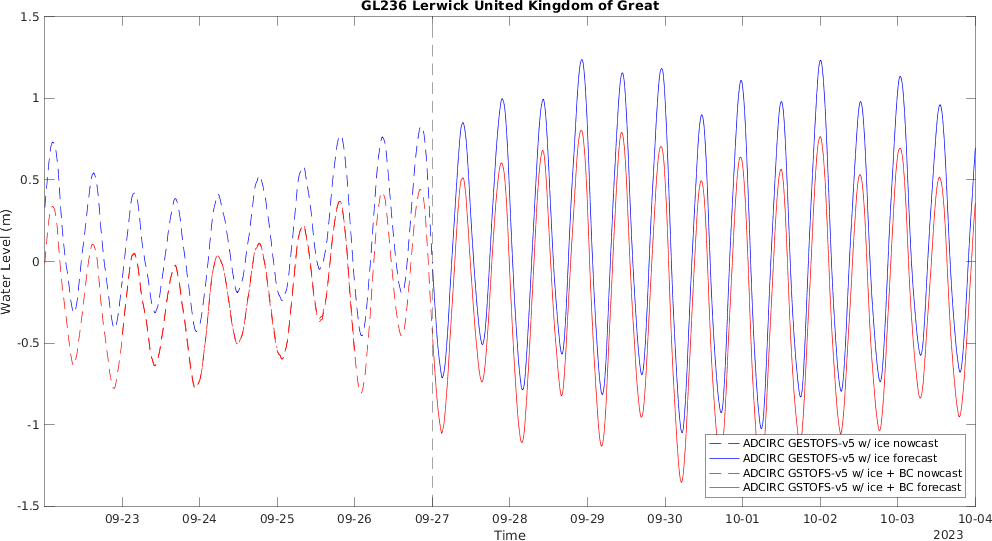 GL236 Lerwick United Kingdom of Great
1.5
1
0.5
0
-0.5
-1
-1.5
Water Level (m)
ADCIRC GESTOFS-v5 w/ ice nowcast
ADCIRC GESTOFS-v5 w/ ice forecast
ADCIRC GSTOFS-v5 w/ ice + BC nowcast
ADCIRC GSTOFS-v5 w/ ice + BC forecast
09-23 09-24 09-25 09-26 09-27 09-28 09-29 09-30 10-01 10-02 10-03 10-04
Time
2023